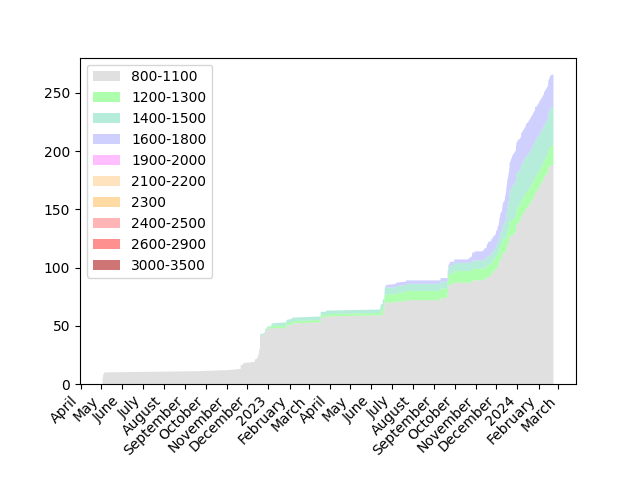 800-1100
1200-1300
1400-1500
1600-1800
1900-2000
2100-2200
2300
2400-2500
2600-2900
3000-3500
250
200
150
100
50
0
April
May
June
July
August
September
October
November
December
2023
February
March
April
May
June
July
August
September
October
November
December
2024
February
March